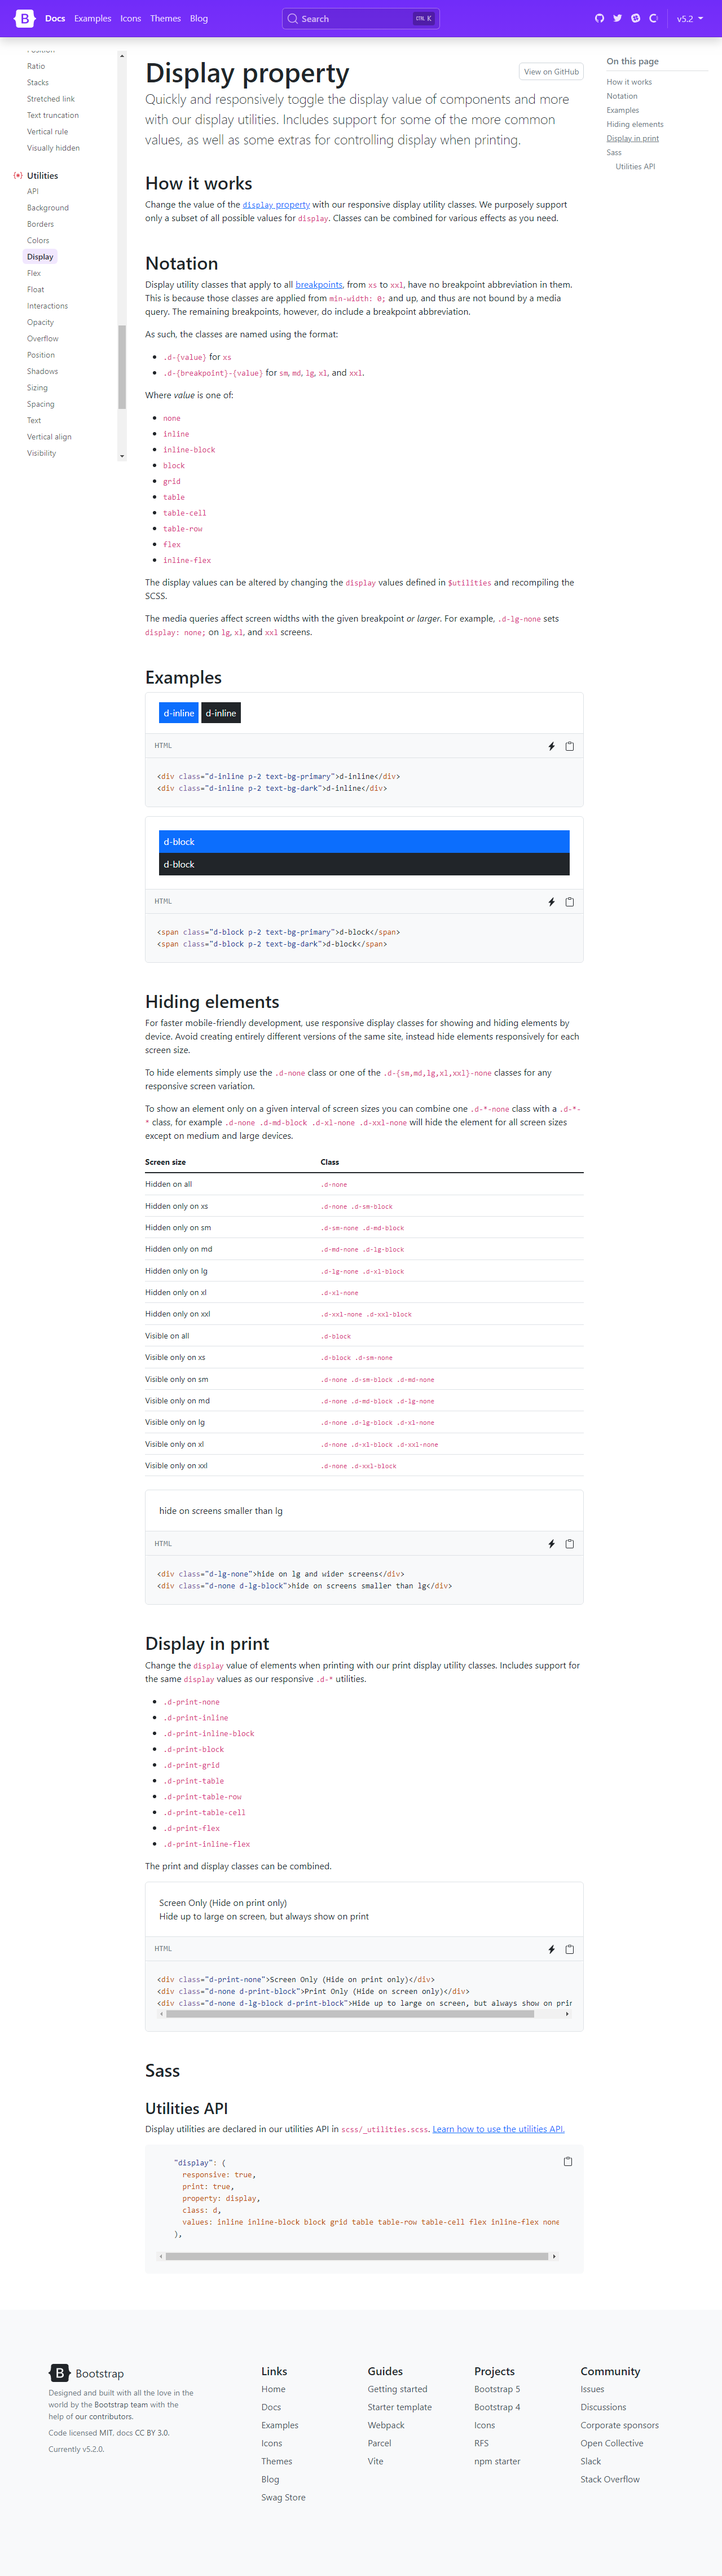 B Docs Examples Icons Themes Blog Search CTRL K v5.2
Position
Ratio
Stacks
Stretched link
Text truncation
Vertical rule
Visually hidden
Utilities
API
Background
Borders
Colors
Display
Flex
Float
Interactions
Opacity
Overflow
Position
Shadows
Sizing
Spacing
Text
Vertical align
Visibility
Display property
View on GitHub
Quickly and responsively toggle the display value of components and more
with our display utilities. Includes support for some of the more common
values, as well as some extras for controlling display when printing.
On this page
How it works
Notation
Examples
Hiding elements
Display in print
Sass
Utilities API
How it works
Change the value of the display property with our responsive display utility classes. We purposely support
only a subset of all possible values for display. Classes can be combined for various effects as you need.
Notation
Display utility classes that apply to all breakpoints, from xs to xxl, have no breakpoint abbreviation in them.
This is because those classes are applied from min-width: 0; and up, and thus are not bound by a media
query. The remaining breakpoints, however, do include a breakpoint abbreviation.
As such, the classes are named using the format:
.d-{value} for xs
.d-{breakpoint}-{value} for sm, md, lg, xl, and xxl.
Where value is one of:
none
inline
inline-block
block
grid
table
table-cell
table-row
flex
inline-flex
The display values can be altered by changing the display values defined in $utilities and recompiling the
SCSS.
The media queries affect screen widths with the given breakpoint or larger. For example, .d-lg-none sets
display: none; on lg, xl, and xxl screens.
Examples
d-inline d-inline
HTML
<div class="d-inline p-2 text-bg-primary">d-inline</div>
<div class="d-inline p-2 text-bg-dark">d-inline</div>
d-block
d-block
HTML
<span class="d-block p-2 text-bg-primary">d-block</span>
<span class="d-block p-2 text-bg-dark">d-block</span>
Hiding elements
For faster mobile-friendly development, use responsive display classes for showing and hiding elements by
device. Avoid creating entirely different versions of the same site, instead hide elements responsively for each
screen size.
To hide elements simply use the .d-none class or one of the .d-{sm,md,lg,xl,xxl}-none classes for any
responsive screen variation.
To show an element only on a given interval of screen sizes you can combine one .d-*-none class with a .d-*-
* class, for example .d-none .d-md-block .d-xl-none .d-xxl-none will hide the element for all screen sizes
except on medium and large devices.
Screen size Class
Hidden on all .d-none
Hidden only on xs .d-none .d-sm-block
Hidden only on sm .d-sm-none .d-md-block
Hidden only on md .d-md-none .d-lg-block
Hidden only on lg .d-lg-none .d-xl-block
Hidden only on xl .d-xl-none
Hidden only on xxl .d-xxl-none .d-xxl-block
Visible on all .d-block
Visible only on xs .d-block .d-sm-none
Visible only on sm .d-none .d-sm-block .d-md-none
Visible only on md .d-none .d-md-block .d-lg-none
Visible only on lg .d-none .d-lg-block .d-xl-none
Visible only on xl .d-none .d-xl-block .d-xxl-none
Visible only on xxl .d-none .d-xxl-block
hide on screens smaller than lg
HTML
<div class="d-lg-none">hide on lg and wider screens</div>
<div class="d-none d-lg-block">hide on screens smaller than lg</div>
Display in print
Change the display value of elements when printing with our print display utility classes. Includes support for
the same display values as our responsive .d-* utilities.
.d-print-none
.d-print-inline
.d-print-inline-block
.d-print-block
.d-print-grid
.d-print-table
.d-print-table-row
.d-print-table-cell
.d-print-flex
.d-print-inline-flex
The print and display classes can be combined.
Screen Only (Hide on print only)
Hide up to large on screen, but always show on print
HTML
<div class="d-print-none">Screen Only (Hide on print only)</div>
<div class="d-none d-print-block">Print Only (Hide on screen only)</div>
<div class="d-none d-lg-block d-print-block">Hide up to large on screen, but always show on prin
Sass
Utilities API
Display utilities are declared in our utilities API in scss/_utilities.scss. Learn how to use the utilities API.
"display": (
responsive: true,
print: true,
property: display,
class: d,
values: inline inline-block block grid table table-row table-cell flex inline-flex none
),
B Bootstrap
Designed and built with all the love in the
world by the Bootstrap team with the
help of our contributors.
Code licensed MIT, docs CC BY 3.0.
Currently v5.2.0.
Links
Home
Docs
Examples
Icons
Themes
Blog
Swag Store
Guides
Getting started
Starter template
Webpack
Parcel
Vite
Projects
Bootstrap 5
Bootstrap 4
Icons
RFS
npm starter
Community
Issues
Discussions
Corporate sponsors
Open Collective
Slack
Stack Overflow